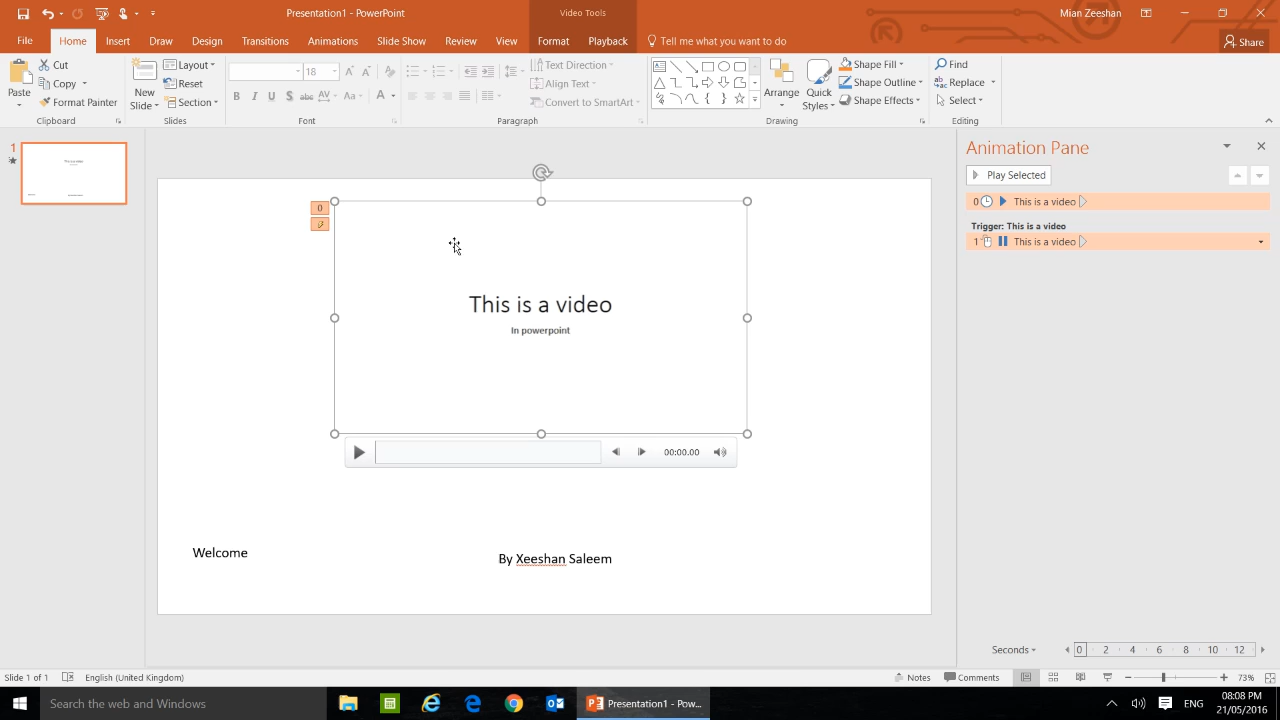 Presentation1 - PowerPoint
Video Tools
Mian Zeeshan
File Home Insert Draw Design Transitions Animations Slide Show Review View Format Playback Tell me what you want to do Share
Paste
Cut
Copy
Format Painter
Clipboard
New
Slide
Layout
Reset
Section
Slides
18
B I U S abc AV Aa A
Font
Text Direction
Align Text
Convert to SmartArt
Paragraph
Arrange
Quick
Styles
Shape Fill
Shape Outline
Shape Effects
Drawing
Find
Replace
Select
Editing
1
0
This is a video
In powerpoint
00:00.00
Welcome
By Xeeshan Saleem
Animation Pane
Play Selected
0 This is a video
Trigger: This is a video
1 This is a video
Seconds 0 2 4 6 8 10 12
Slide 1 of 1 English (United Kingdom) Notes Comments 73%
Search the web and Windows
Presentation1 - Pow...
ENG
08:08 PM
21/05/2016